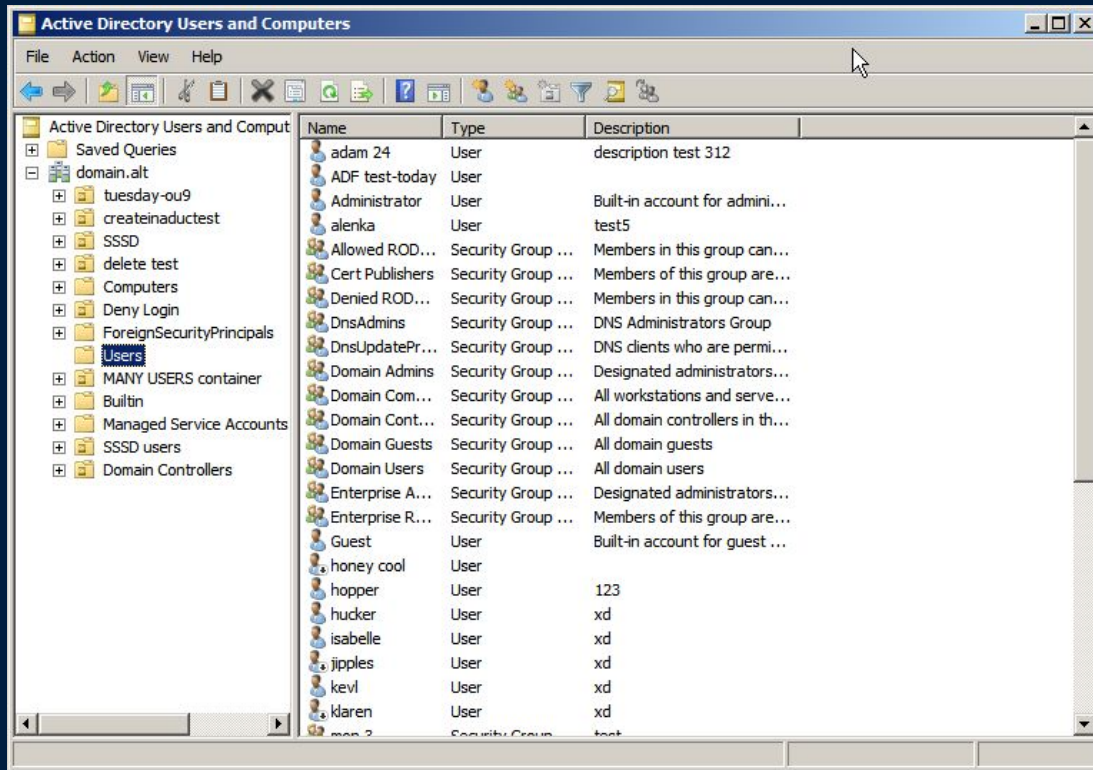 Active Directory Users and Computers
File Action View Help
Active Directory Users and Comput
Saved Queries
domain.alt
tuesday-ou9
createinaductest
SSSD
delete test
Computers
Deny Login
ForeignSecurityPrincipals
Users
MANY USERS container
Builtin
Managed Service Accounts
SSSD users
Domain Controllers
Name Type Description
adam 24 User description test 312
ADF test-today User
Administrator User Built-in account for admini...
alenka User test5
Allowed ROD... Security Group ... Members in this group can...
Cert Publishers Security Group ... Members of this group are...
Denied ROD... Security Group ... Members in this group can...
DnsAdmins Security Group ... DNS Administrators Group
DnsUpdatePr... Security Group ... DNS clients who are permi...
Domain Admins Security Group ... Designated administrators...
Domain Com... Security Group ... All workstations and serve...
Domain Cont... Security Group ... All domain controllers in th...
Domain Guests Security Group ... All domain guests
Domain Users Security Group ... All domain users
Enterprise A... Security Group ... Designated administrators...
Enterprise R... Security Group ... Members of this group are...
Guest User Built-in account for guest ...
honey cool User
hopper User 123
hucker User xd
isabelle User xd
jipples User xd
kevl User xd
klaren User xd
Security Group test